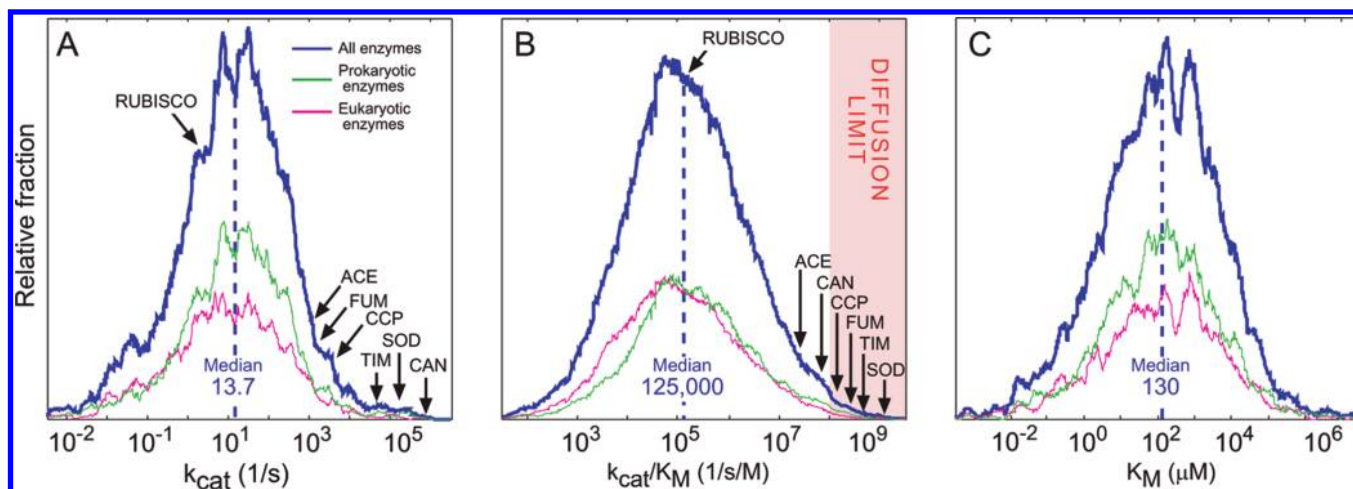 Relative fraction
A
All enzymes
Prokaryotic
enzymes
Eukaryotic
enzymes
RUBISCO
ACE
FUM
CCP
SOD
TIM
CAN
Median
13.7
10⁻² 10⁻¹ 10¹ 10³ 10⁵
kcat (1/s)
B
RUBISCO
DIFFUSION
LIMIT
ACE
CAN
CCP
FUM
TIM
SOD
Median
125,000
10³ 10⁵ 10⁷ 10⁹
kcat/KM (1/s/M)
C
Median
130
10⁻² 10⁰ 10² 10⁴ 10⁶
KM (μM)